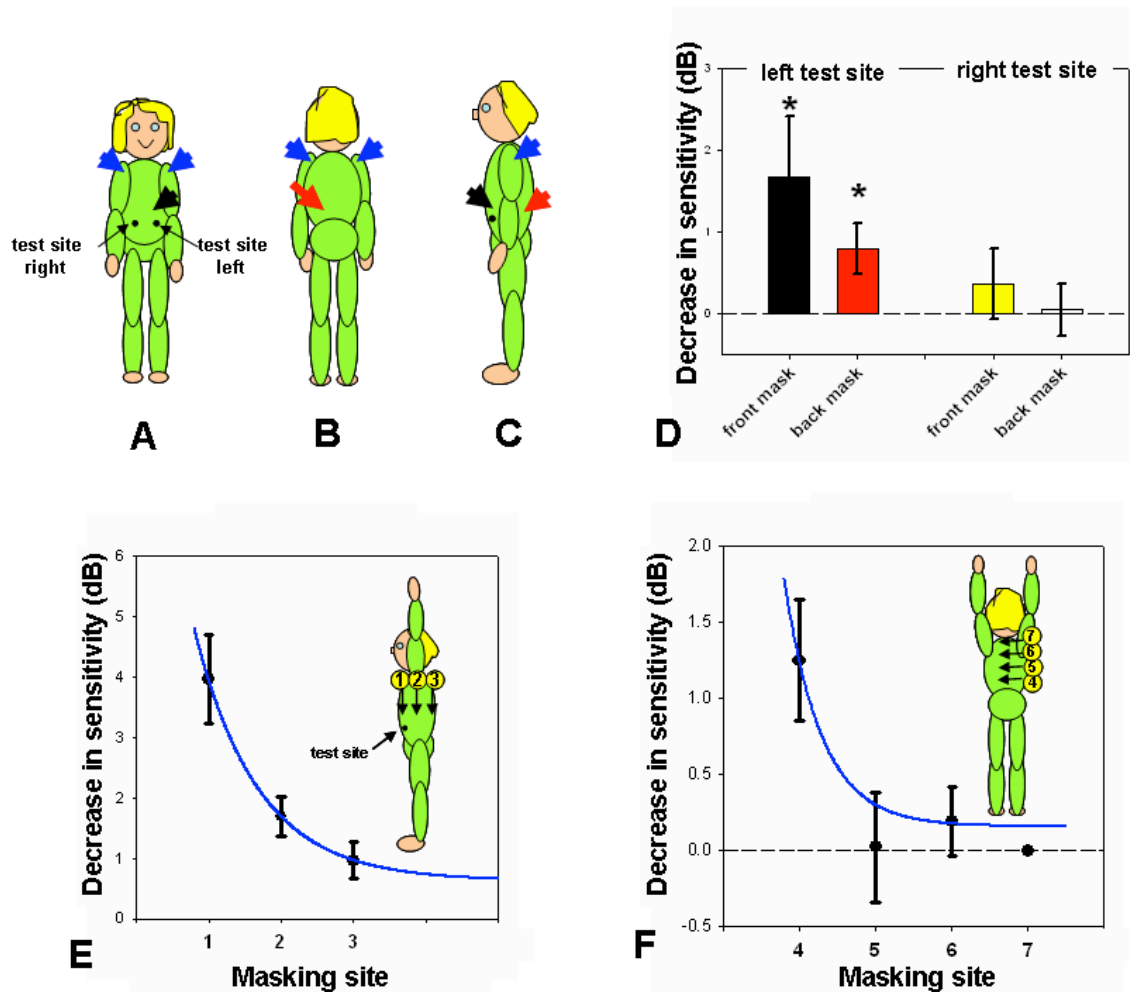 test site
right
test site
left
A
B
C
Decrease in sensitivity (dB)
3
2
1
0
left test site
right test site
*
*
front mask
back mask
front mask
back mask
D
Decrease in sensitivity (dB)
6
5
4
3
2
1
0
1 2 3
test site
1 2 3
Masking site
E
Decrease in sensitivity (dB)
2.0
1.5
1.0
0.5
0.0
-0.5
7
6
5
4
4 5 6 7
Masking site
F